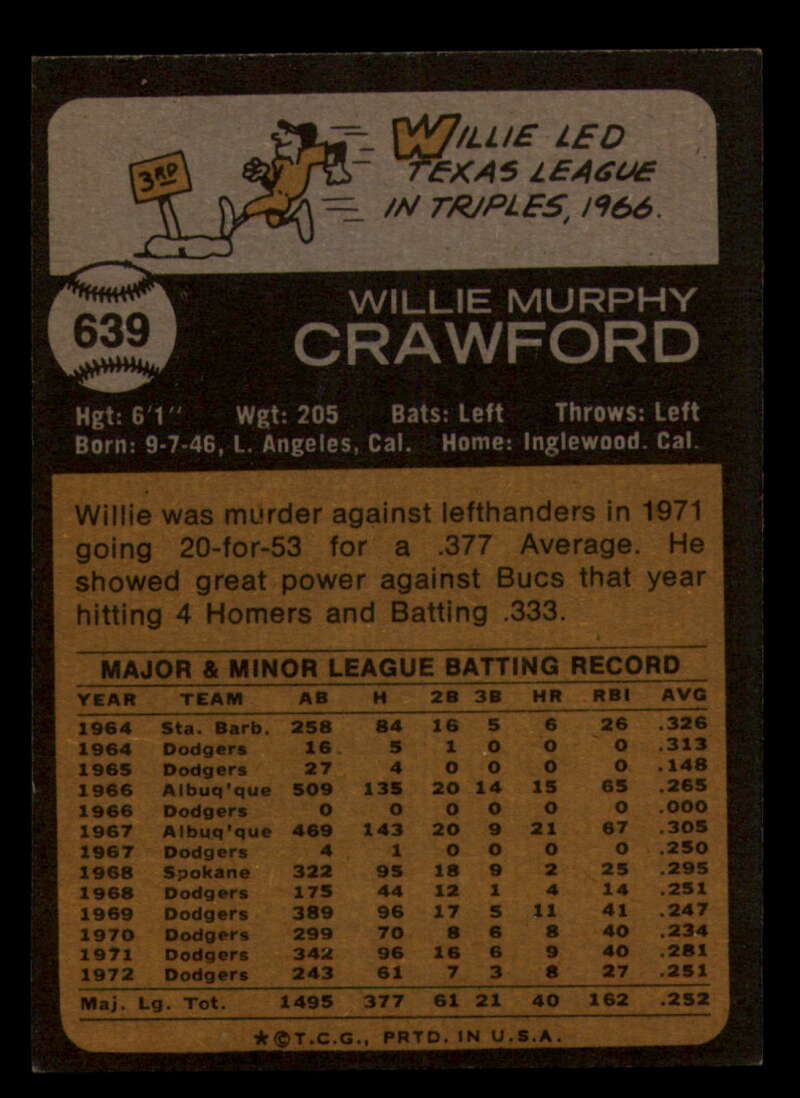 WILLIE LED
TEXAS LEAGUE
IN TRIPLES, 1966.
3RD
639
WILLIE MURPHY
CRAWFORD
Hgt: 6'1" Wgt: 205 Bats: Left Throws: Left
Born: 9-7-46, L. Angeles, Cal. Home: Inglewood. Cal.
Willie was murder against lefthanders in 1971
going 20-for-53 for a .377 Average. He
showed great power against Bucs that year
hitting 4 Homers and Batting .333.
MAJOR & MINOR LEAGUE BATTING RECORD
YEAR TEAM AB H 2B 3B HR RBI AVG
1964 Sta. Barb. 258 84 16 5 6 26 .326
1964 Dodgers 16 5 1 0 0 0 .313
1965 Dodgers 27 4 0 0 0 0 .148
1966 Albuq'que 509 135 20 14 15 65 .265
1966 Dodgers 0 0 0 0 0 0 .000
1967 Albuq'que 469 143 20 9 21 67 .305
1967 Dodgers 4 1 0 0 0 0 .250
1968 Spokane 322 95 18 9 2 25 .295
1968 Dodgers 175 44 12 1 4 14 .251
1969 Dodgers 389 96 17 5 11 41 .247
1970 Dodgers 299 70 8 6 8 40 .234
1971 Dodgers 342 96 16 6 9 40 .281
1972 Dodgers 243 61 7 3 8 27 .251
Maj. Lg. Tot. 1495 377 61 21 40 162 .252
★©T.C.G., PRTD. IN U.S.A.